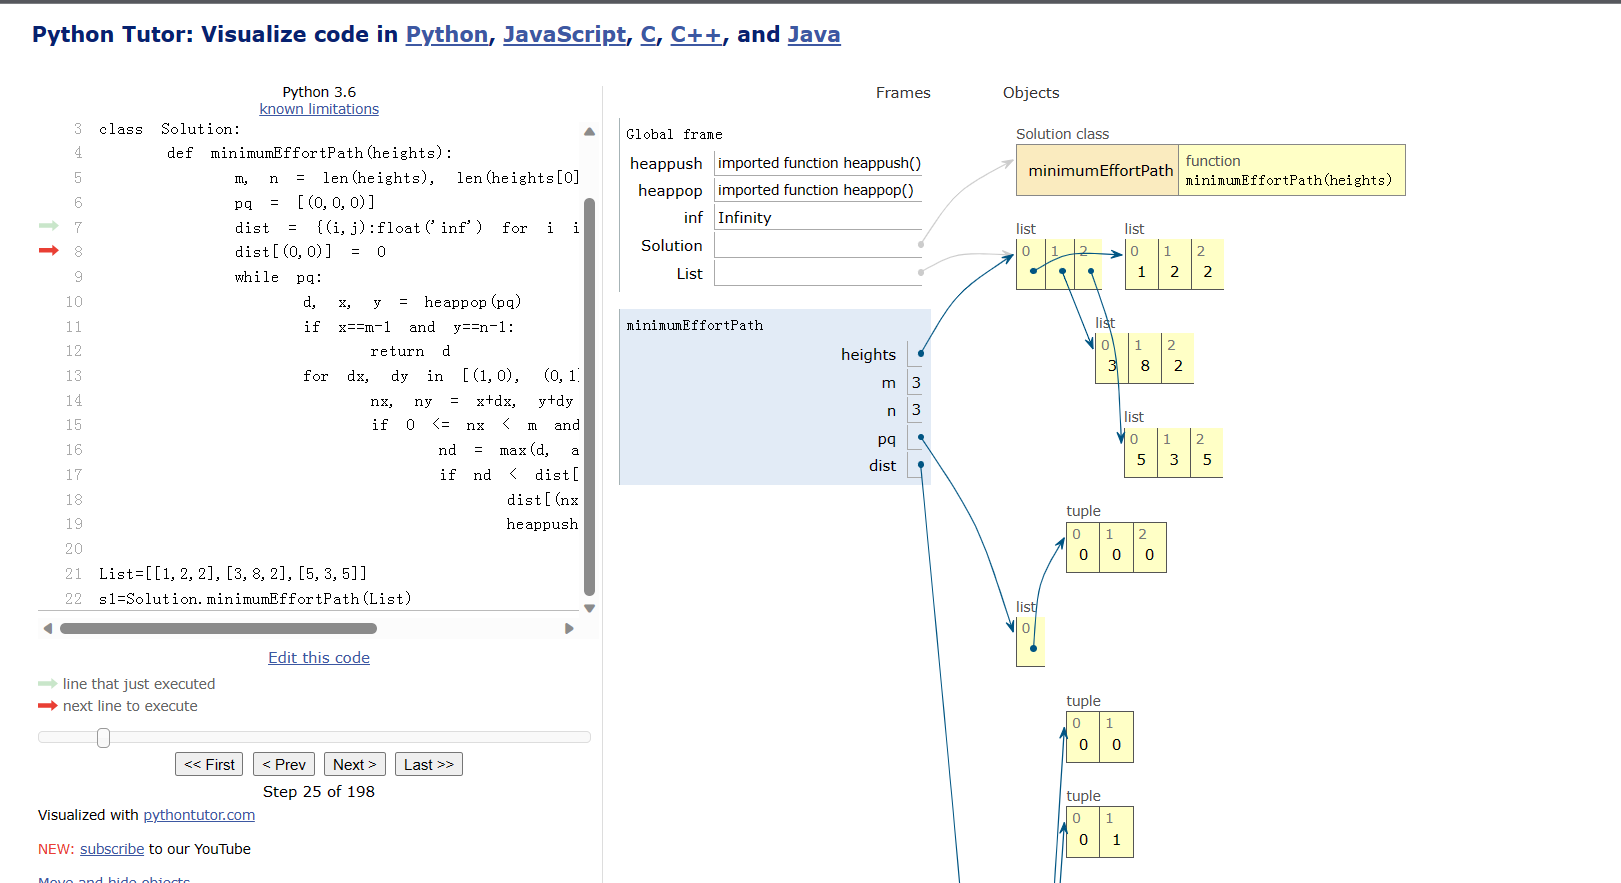 Python Tutor: Visualize code in Python, JavaScript, C, C++, and Java
Python 3.6
known limitations
3 class Solution:
4 def minimumEffortPath(heights):
5 m, n = len(heights), len(heights[0]
6 pq = [(0,0,0)]
7 dist = {(i,j):float('inf') for i i
8 dist[(0,0)] = 0
9 while pq:
10 d, x, y = heappop(pq)
11 if x==m-1 and y==n-1:
12 return d
13 for dx, dy in [(1,0), (0,1
14 nx, ny = x+dx, y+dy
15 if 0 <= nx < m and
16 nd = max(d, a
17 if nd < dist[
18 dist[(nx
19 heappush
20
21 List=[[1,2,2],[3,8,2],[5,3,5]]
22 s1=Solution.minimumEffortPath(List)
Edit this code
line that just executed
next line to execute
<< First < Prev Next > Last >>
Step 25 of 198
Visualized with pythontutor.com
NEW: subscribe to our YouTube
Move and hide objects
Frames Objects
Global frame
heappush imported function heappush()
heappop imported function heappop()
inf Infinity
Solution
List
minimumEffortPath
heights
m 3
n 3
pq
dist
Solution class
minimumEffortPath function
minimumEffortPath(heights)
list
0 1 2
list
0 1 2
1 2 2
list
0 1 2
3 8 2
list
0 1 2
5 3 5
tuple
0 1 2
0 0 0
list
0
tuple
0 1
0 0
tuple
0 1
0 1